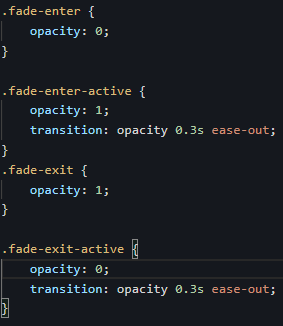 .fade-enter {
    opacity: 0;
}

.fade-enter-active {
    opacity: 1;
    transition: opacity 0.3s ease-out;
}
.fade-exit {
    opacity: 1;
}

.fade-exit-active {
    opacity: 0;
    transition: opacity 0.3s ease-out;
}